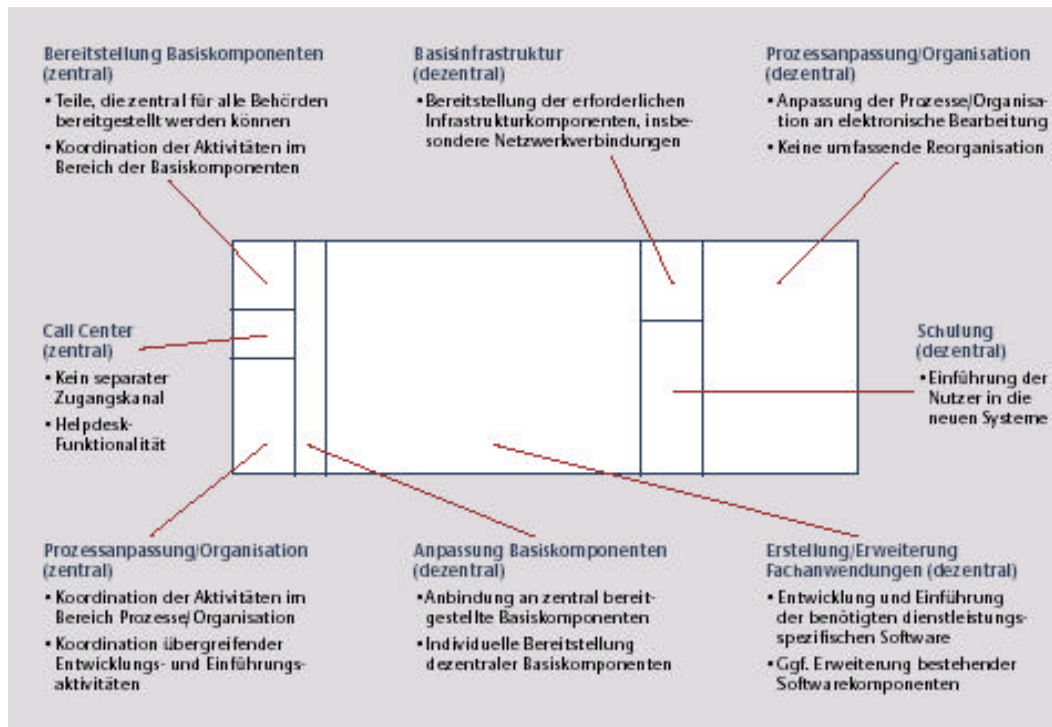 Bereitstellung Basiskomponenten
(zentral)
• Teile, die zentral für alle Behörden
bereitgestellt werden können
• Koordination der Aktivitäten im
Bereich der Basiskomponenten
Basisinfrastruktur
(dezentral)
• Bereitstellung der erforderlichen
Infrastrukturkomponenten, insbe-
sondere Netzwerkverbindungen
Prozessanpassung/Organisation
(dezentral)
• Anpassung der Prozesse/Organisa-
tion an elektronische Bearbeitung
• Keine umfassende Reorganisation
Call Center
(zentral)
• Kein separater
Zugangskanal
• Helpdesk-
Funktionalität
Schulung
(dezentral)
• Einführung der
Nutzer in die
neuen Systeme
Prozessanpassung/Organisation
(zentral)
• Koordination der Aktivitäten im
Bereich Prozesse/Organisation
• Koordination übergreifender
Entwicklungs- und Einführungs-
aktivitäten
Anpassung Basiskomponenten
(dezentral)
• Anbindung an zentral bereit-
gestellte Basiskomponenten
• Individuelle Bereitstellung
dezentraler Basiskomponenten
Erstellung/Erweiterung
Fachanwendungen (dezentral)
• Entwicklung und Einführung
der benötigten dienstleistungs-
spezifischen Software
• Ggf. Erweiterung bestehender
Softwarekomponenten